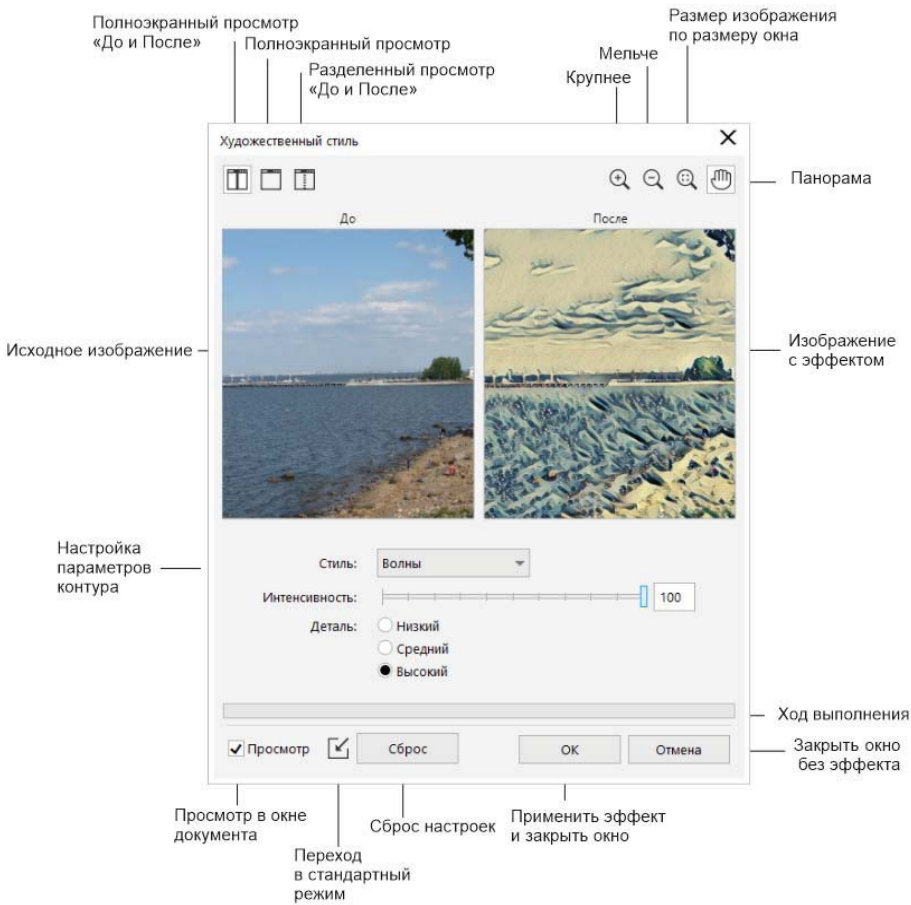 Полноэкранный просмотр
«До и После»
Полноэкранный просмотр
Разделенный просмотр
«До и После»
Размер изображения
по размеру окна
Мельче
Крупнее
Художественный стиль
Панорама
До
После
Исходное изображение
Изображение
с эффектом
Настройка
параметров
контура
Стиль: Волны
Интенсивность: 100
Деталь: Низкий
Средний
Высокий
Ход выполнения
Просмотр Сброс ОК Отмена
Закрыть окно
без эффекта
Просмотр в окне
документа
Переход
в стандартный
режим
Сброс настроек
Применить эффект
и закрыть окно